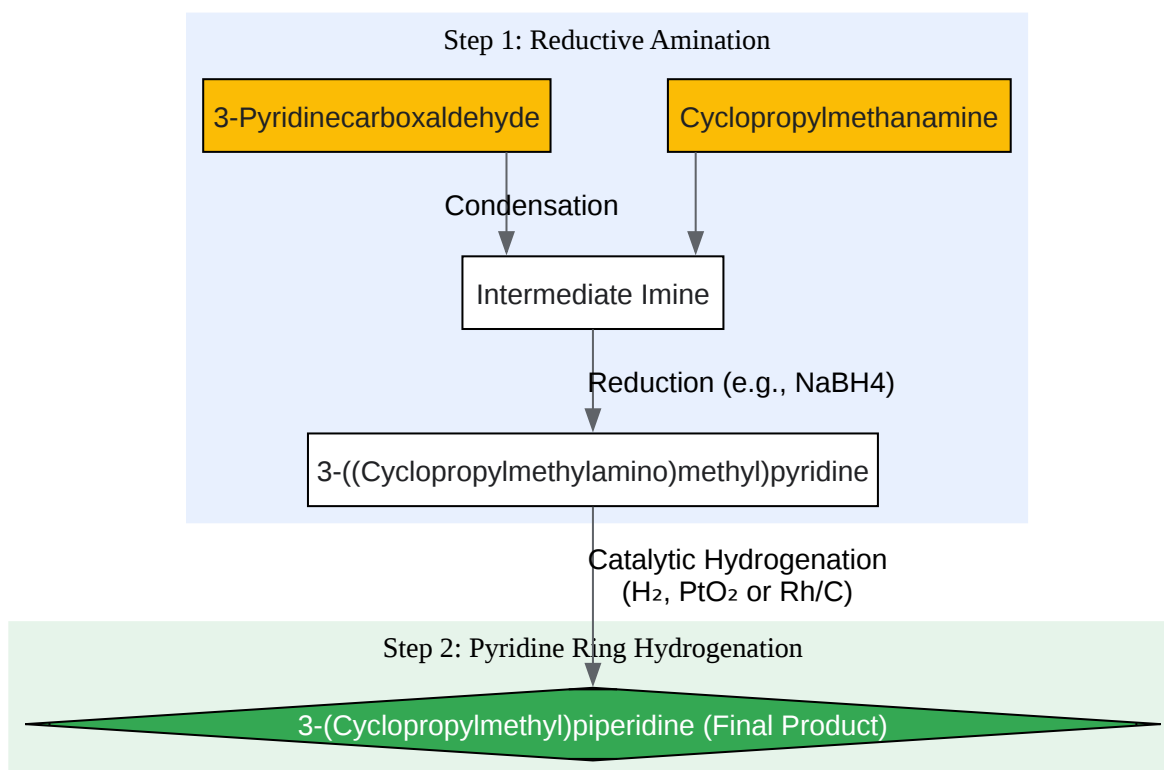 Step 1: Reductive Amination
3-Pyridinecarboxaldehyde
Cyclopropylmethanamine
Condensation
Intermediate Imine
Reduction (e.g., NaBH4)
3-((Cyclopropylmethylamino)methyl)pyridine
Catalytic Hydrogenation
(H₂, PtO₂ or Rh/C)
Step 2: Pyridine Ring Hydrogenation
3-(Cyclopropylmethyl)piperidine (Final Product)